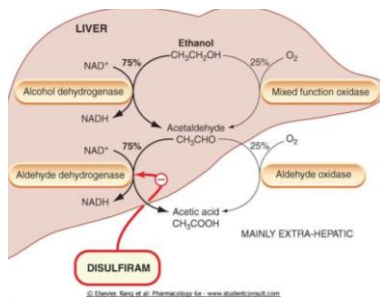 LIVER
Ethanol
CH₃CH₂OH
NAD⁺
75%
25%
O₂
Alcohol dehydrogenase
Mixed function oxidase
NADH
Acetaldehyde
CH₃CHO
NAD⁺
75%
25%
O₂
Aldehyde dehydrogenase
Aldehyde oxidase
NADH
Acetic acid
CH₃COOH
MAINLY EXTRA-HEPATIC
DISULFIRAM
© Elsevier. Rang et al: Pharmacology 6e - www.studentconsult.com